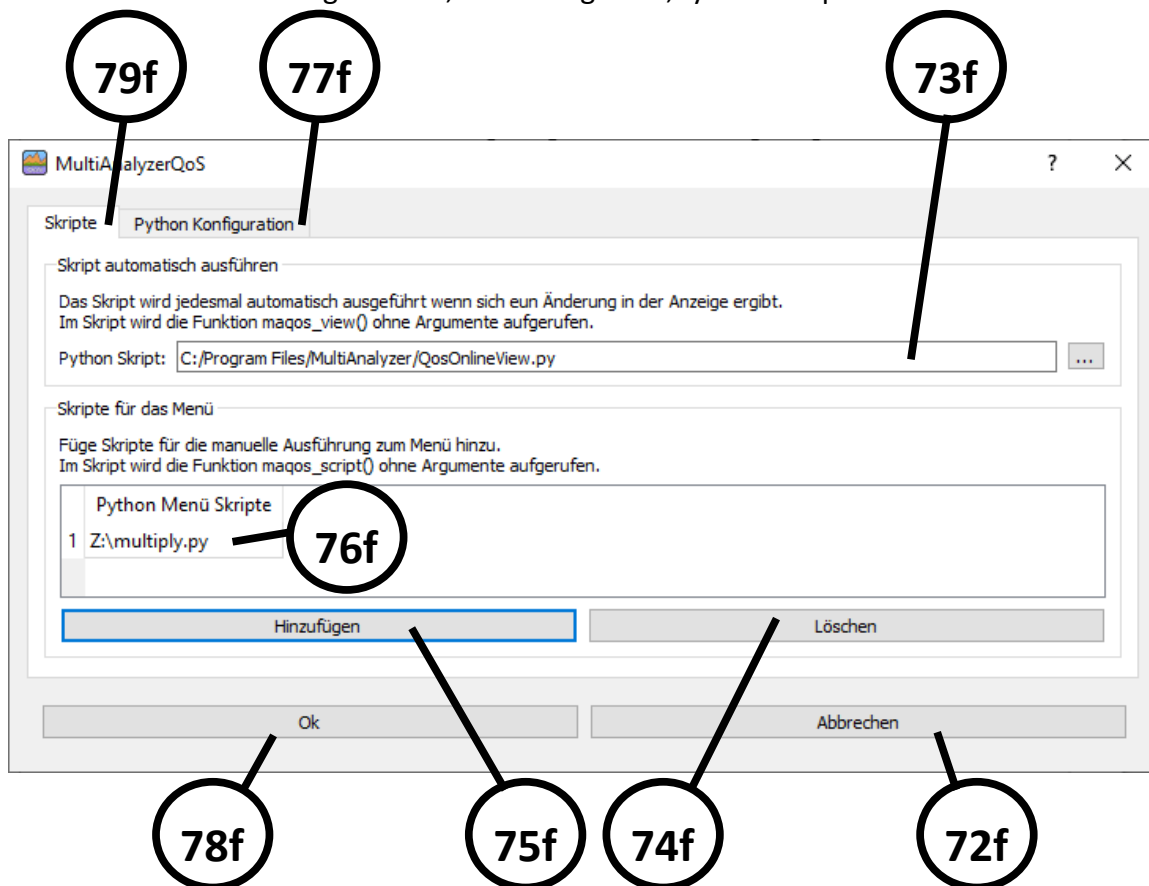 79f 77f 73f
MultiAnalyzerQoS ?
Skripte Python Konfiguration
Skript automatisch ausführen
Das Skript wird jedesmal automatisch ausgeführt wenn sich eun Änderung in der Anzeige ergibt.
Im Skript wird die Funktion maqos_view() ohne Argumente aufgerufen.
Python Skript: C:/Program Files/MultiAnalyzer/QosOnlineView.py ...
Skripte für das Menü
Füge Skripte für die manuelle Ausführung zum Menü hinzu.
Im Skript wird die Funktion maqos_script() ohne Argumente aufgerufen.
Python Menü Skripte
1 Z:\multiply.py
76f
Hinzufügen Löschen
Ok Abbrechen
78f 75f 74f 72f